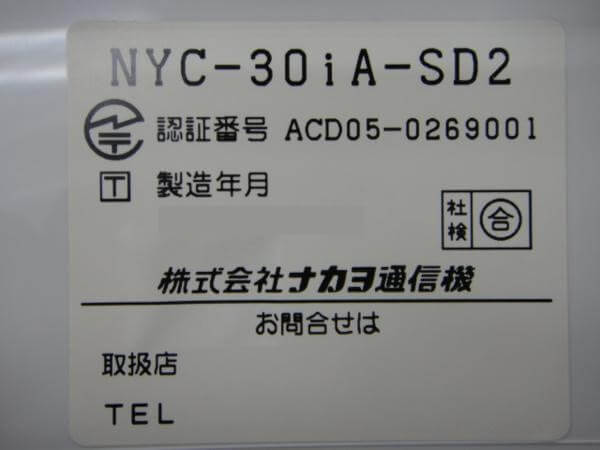 NYC-30iA-SD2
認証番号 ACD05-0269001
T 製造年月
社検 合
株式会社ナカヨ通信機
お問合せは
取扱店
TEL